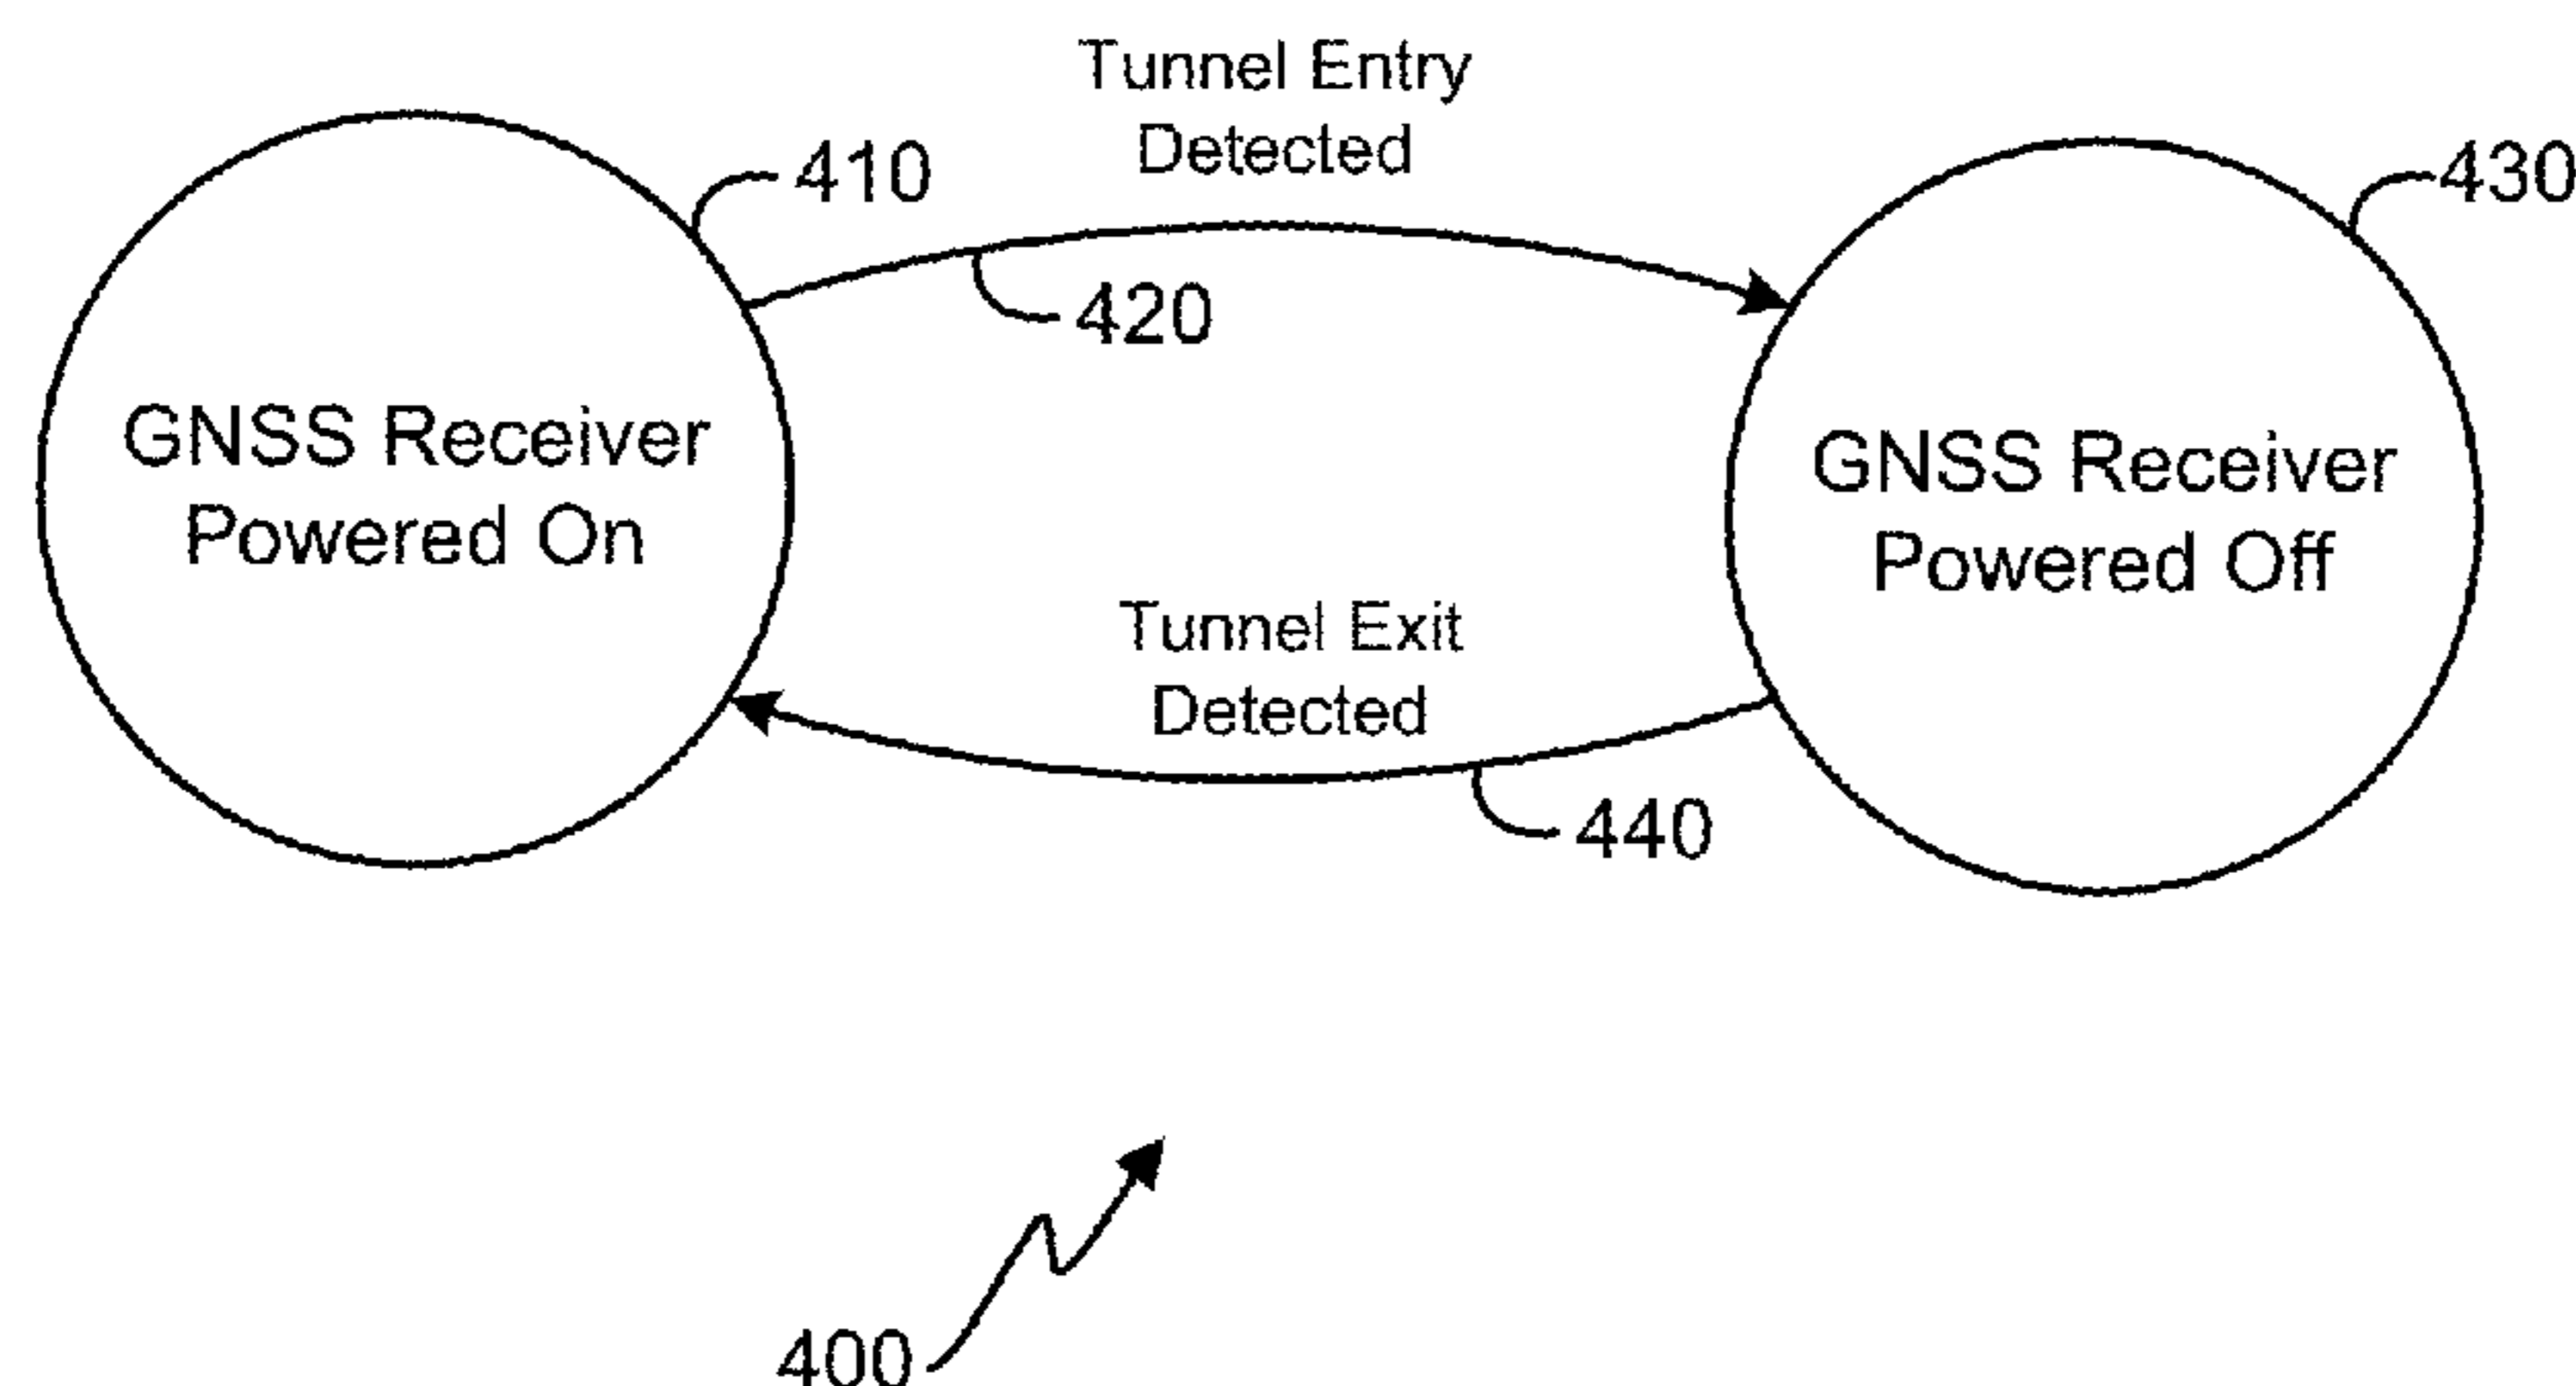 Tunnel Entry
Detected
410
430
420
GNSS Receiver
Powered On
GNSS Receiver
Powered Off
Tunnel Exit
Detected
440
400